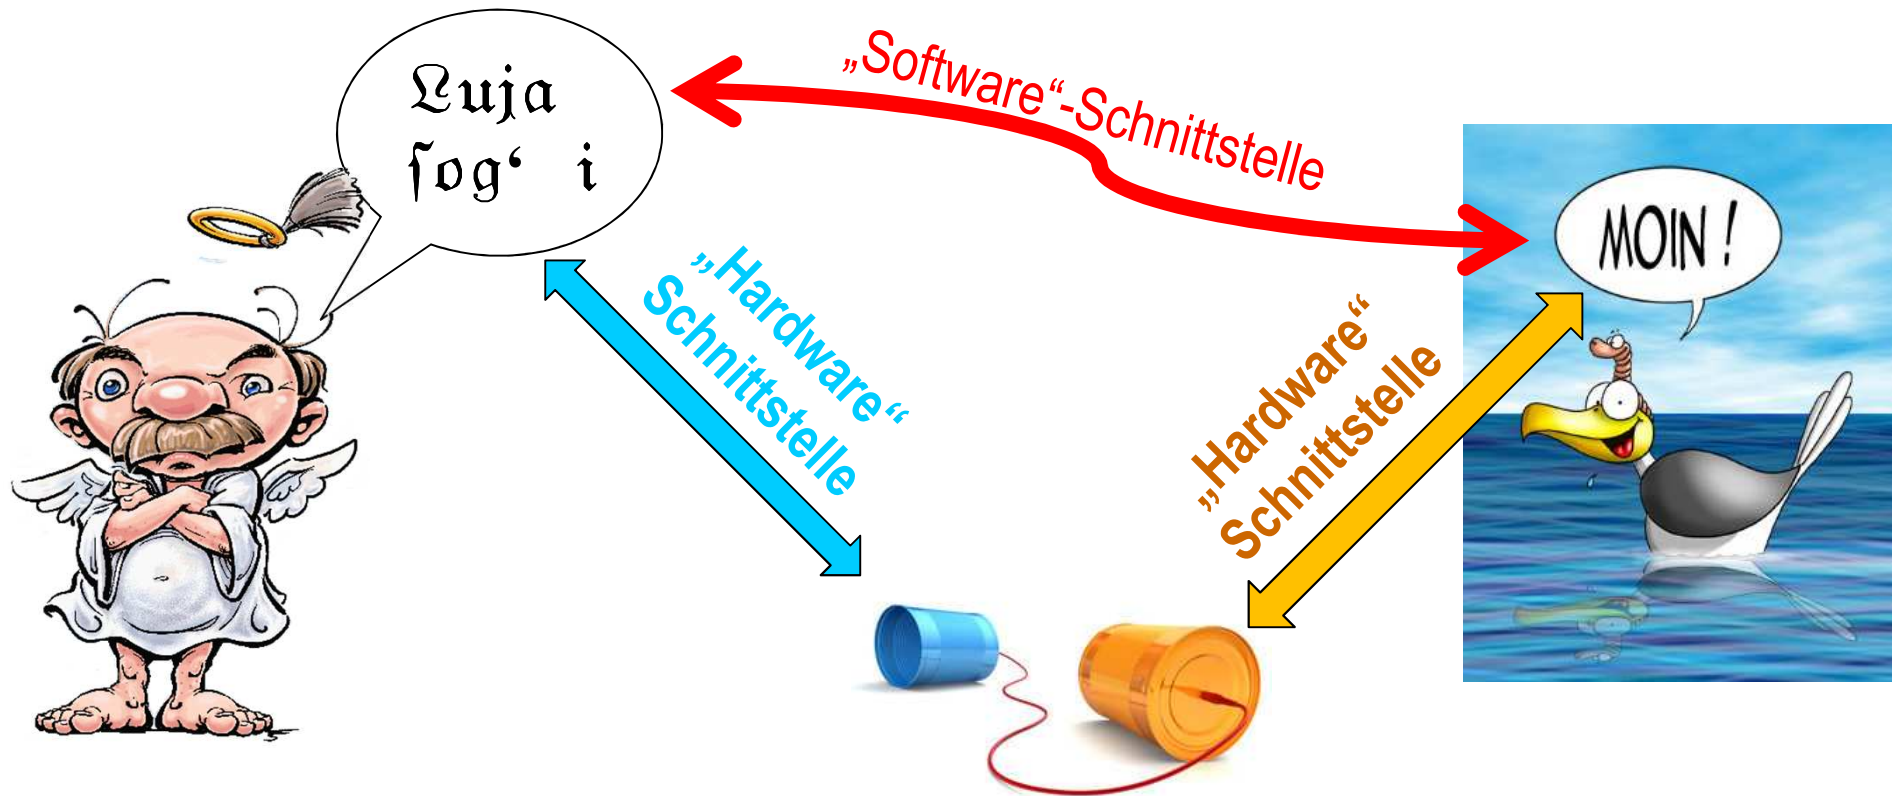 Luja
ſog‘ i
„Software“-Schnittstelle
MOIN !
„Hardware“
Schnittstelle
„Hardware“
Schnittstelle